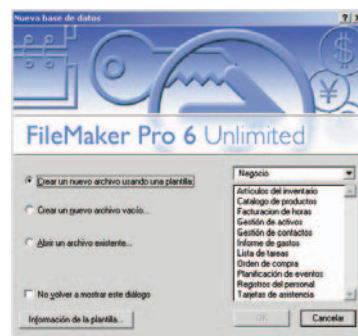 Nueva base de datos
FileMaker Pro 6 Unlimited
Crear un nuevo archivo usando una plantilla
Crear un nuevo archivo vacío...
Abrir un archivo existente...
No volver a mostrar este diálogo
Información de la plantilla...
Negocio
Artículos del inventario
Catalogo de productos
Facturacion de horas
Gestión de activos
Gestión de contactos
Informe de gastos
Lista de tareas
Orden de compra
Planificación de eventos
Registros del personal
Tarjetas de asistencia
OK
Cancelar